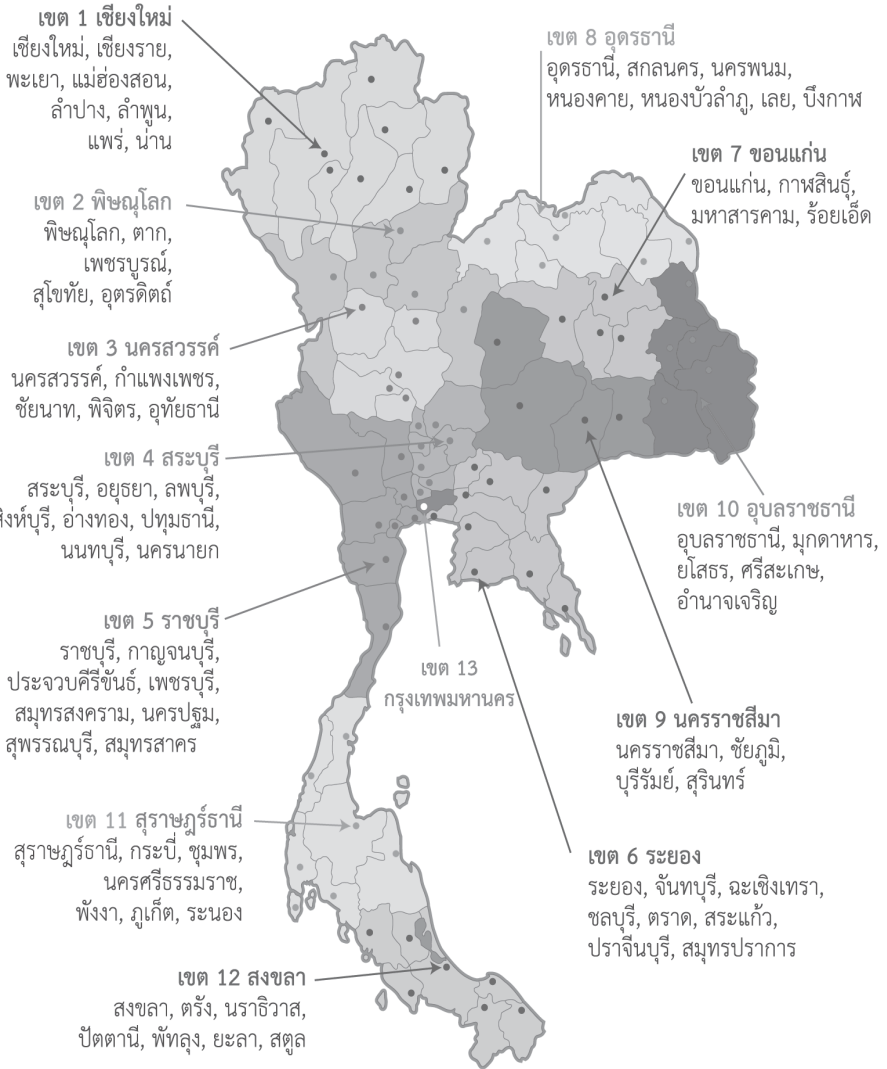 เขต 1 เชียงใหม่
เชียงใหม่, เชียงราย,
พะเยา, แม่ฮ่องสอน,
ลำปาง, ลำพูน,
แพร่, น่าน
เขต 8 อุดรธานี
อุดรธานี, สกลนคร, นครพนม,
หนองคาย, หนองบัวลำภู, เลย, บึงกาฬ
เขต 7 ขอนแก่น
ขอนแก่น, กาฬสินธุ์,
มหาสารคาม, ร้อยเอ็ด
เขต 2 พิษณุโลก
พิษณุโลก, ตาก,
เพชรบูรณ์,
สุโขทัย, อุตรดิตถ์
เขต 3 นครสวรรค์
นครสวรรค์, กำแพงเพชร,
ชัยนาท, พิจิตร, อุทัยธานี
เขต 4 สระบุรี
สระบุรี, อยุธยา, ลพบุรี,
สิงห์บุรี, อ่างทอง, ปทุมธานี,
นนทบุรี, นครนายก
เขต 10 อุบลราชธานี
อุบลราชธานี, มุกดาหาร,
ยโสธร, ศรีสะเกษ,
อำนาจเจริญ
เขต 5 ราชบุรี
ราชบุรี, กาญจนบุรี,
ประจวบคีรีขันธ์, เพชรบุรี,
สมุทรสงคราม, นครปฐม,
สุพรรณบุรี, สมุทรสาคร
เขต 13
กรุงเทพมหานคร
เขต 9 นครราชสีมา
นครราชสีมา, ชัยภูมิ,
บุรีรัมย์, สุรินทร์
เขต 11 สุราษฎร์ธานี
สุราษฎร์ธานี, กระบี่, ชุมพร,
นครศรีธรรมราช,
พังงา, ภูเก็ต, ระนอง
เขต 6 ระยอง
ระยอง, จันทบุรี, ฉะเชิงเทรา,
ชลบุรี, ตราด, สระแก้ว,
ปราจีนบุรี, สมุทรปราการ
เขต 12 สงขลา
สงขลา, ตรัง, นราธิวาส,
ปัตตานี, พัทลุง, ยะลา, สตูล